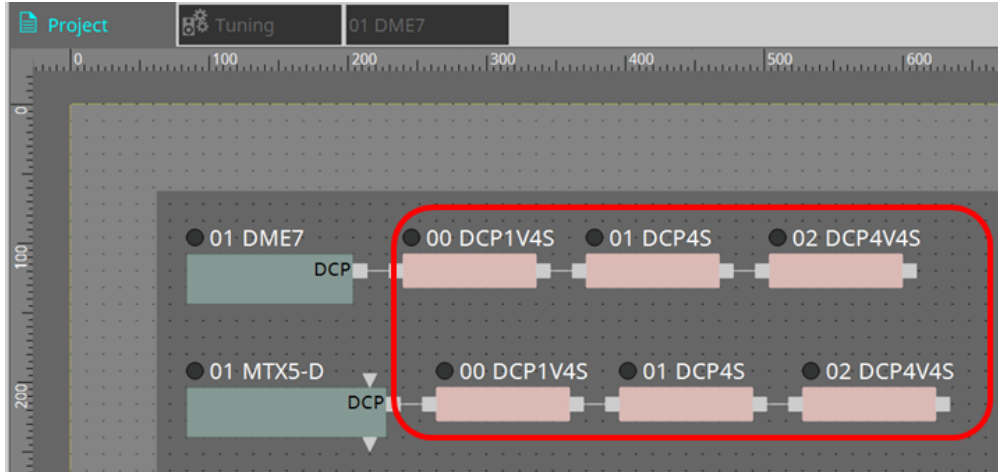 Project Tuning 01 DME7
0 100 200 300 400 500 600
0
01 DME7 00 DCP1V4S 01 DCP4S 02 DCP4V4S
100
DCP
01 MTX5-D 00 DCP1V4S 01 DCP4S 02 DCP4V4S
200
DCP